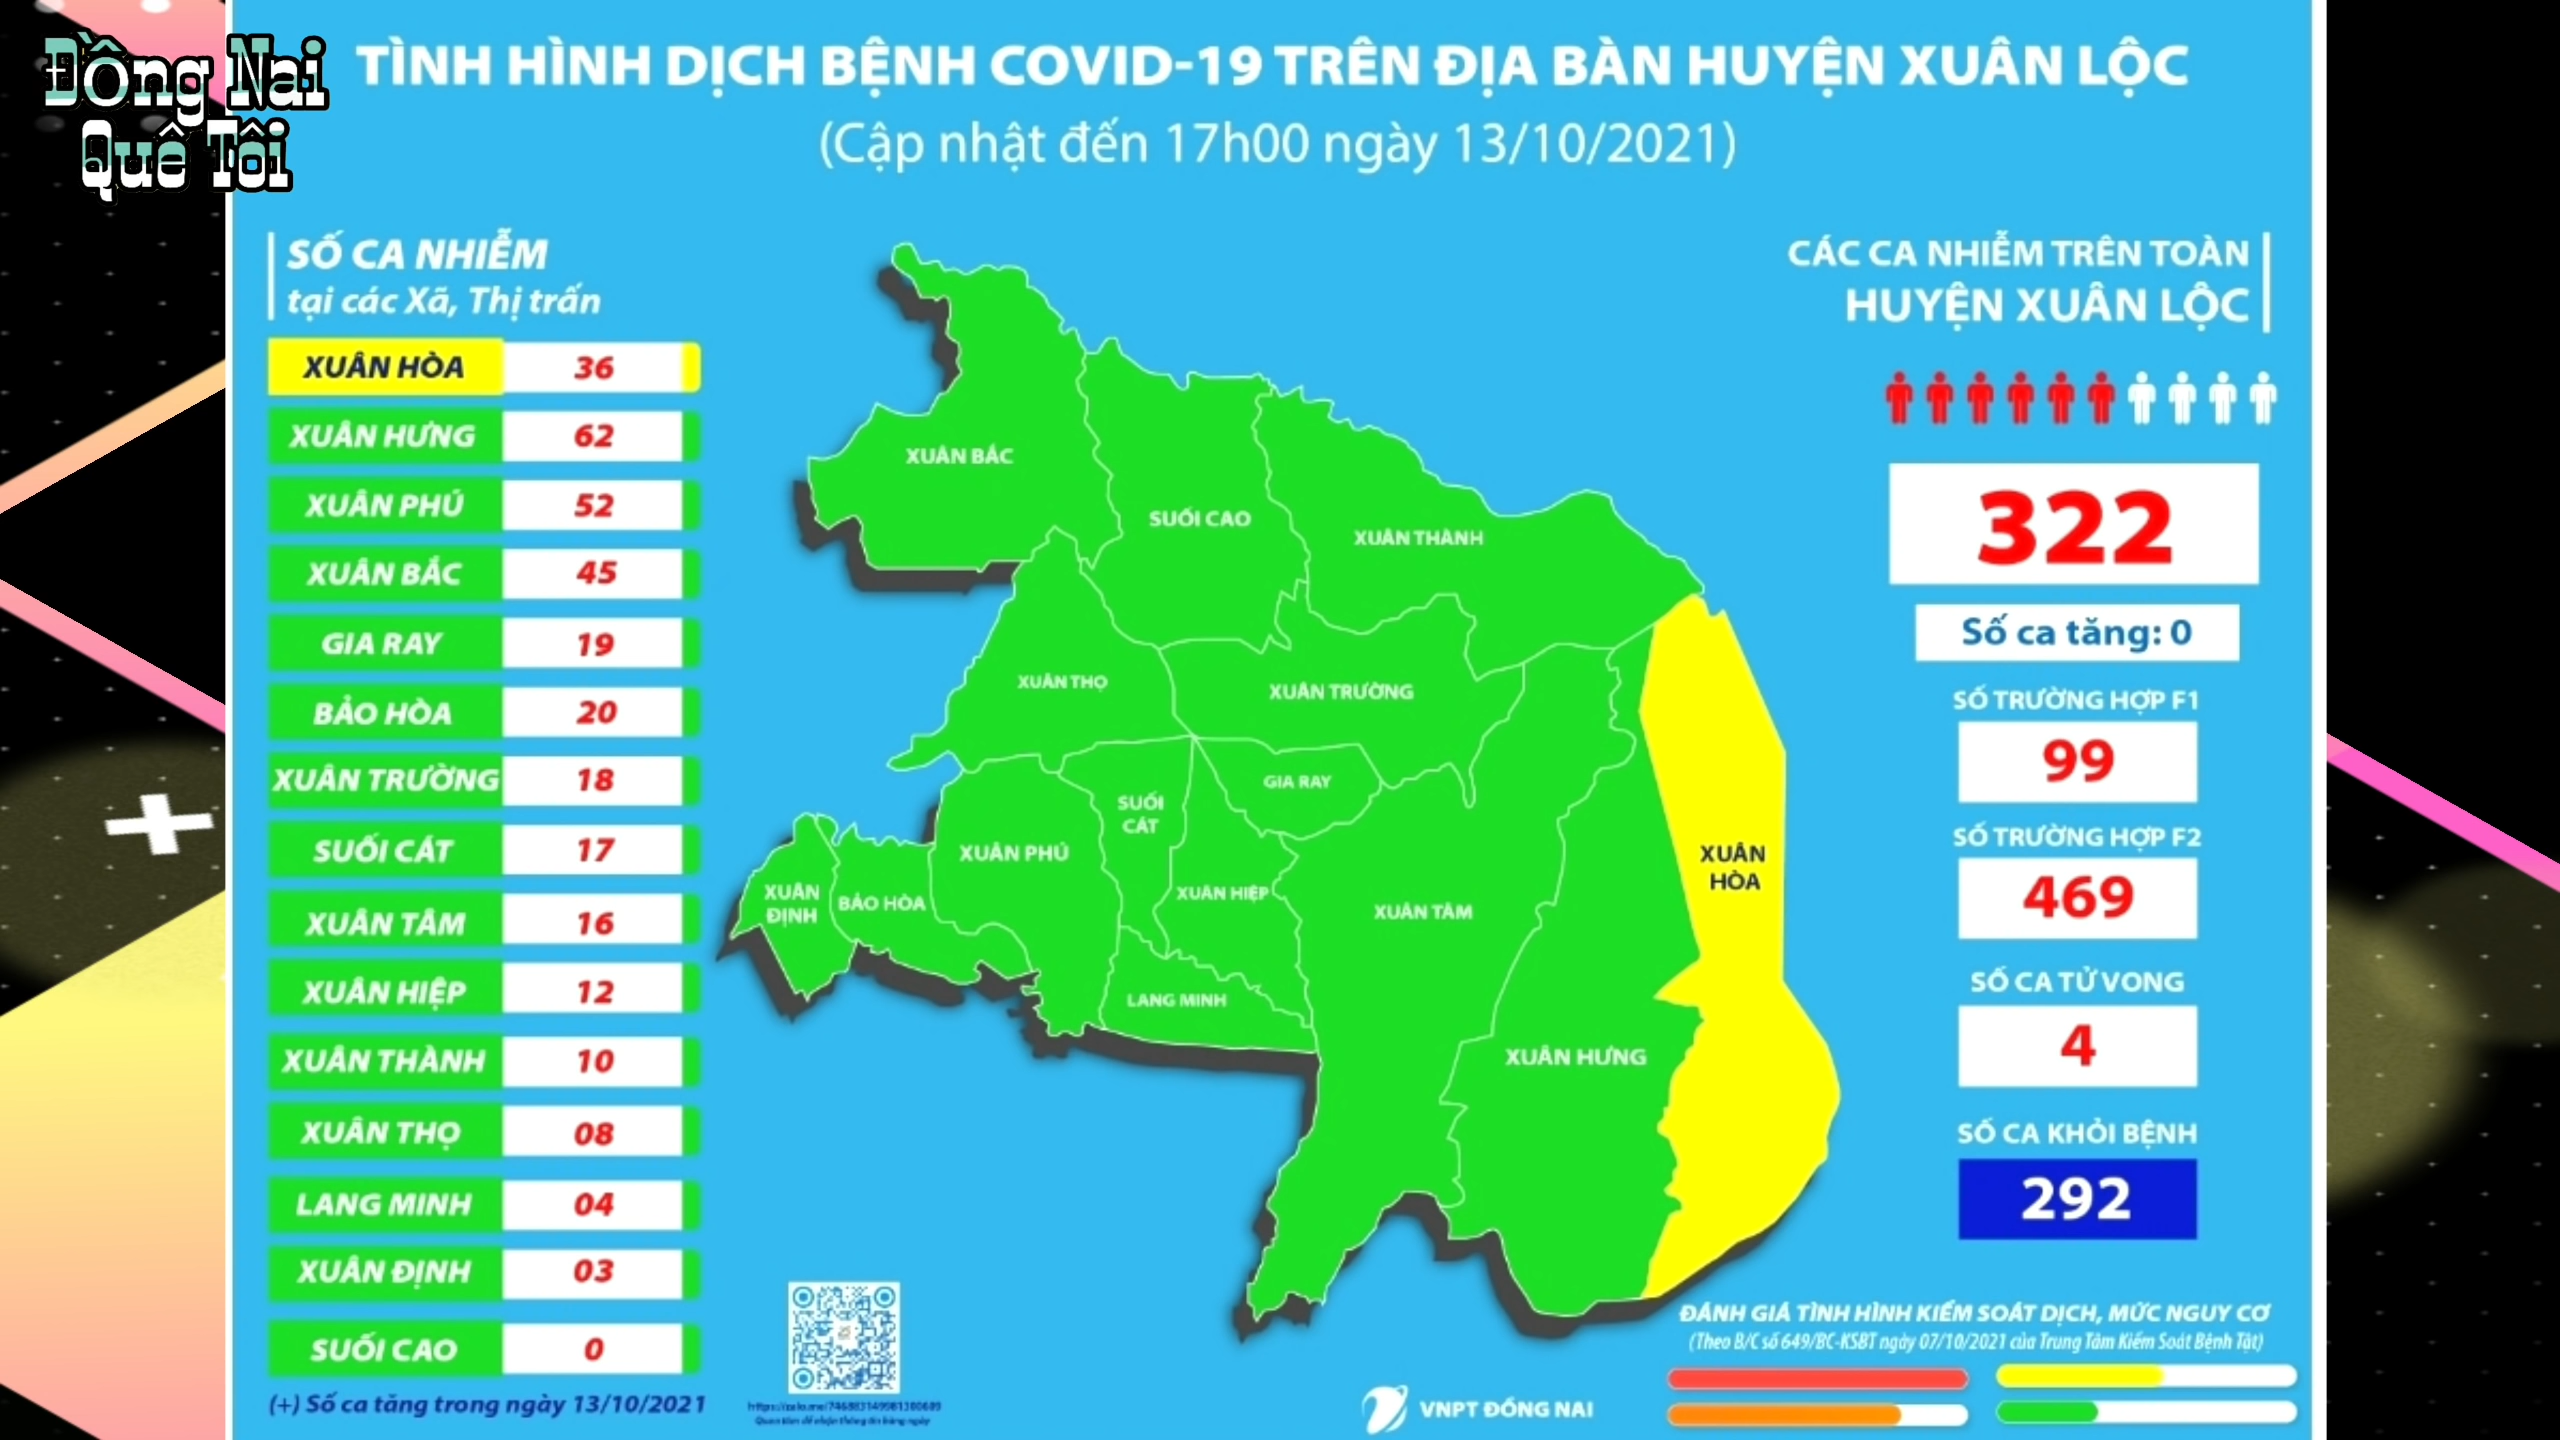 Đồng Nai
Quê Tôi
TÌNH HÌNH DỊCH BỆNH COVID-19 TRÊN ĐỊA BÀN HUYỆN XUÂN LỘC
(Cập nhật đến 17h00 ngày 13/10/2021)
SỐ CA NHIỄM
tại các Xã, Thị trấn
XUÂN HÒA 36
XUÂN HƯNG 62
XUÂN PHÚ 52
XUÂN BẮC 45
GIA RAY 19
BẢO HÒA 20
XUÂN TRƯỜNG 18
SUỐI CÁT 17
XUÂN TÂM 16
XUÂN HIỆP 12
XUÂN THÀNH 10
XUÂN THỌ 08
LANG MINH 04
XUÂN ĐỊNH 03
SUỐI CAO 0
(+) Số ca tăng trong ngày 13/10/2021
XUÂN BẮC
SUỐI CAO
XUÂN THÀNH
XUÂN THỌ
XUÂN TRƯỜNG
GIA RAY
SUỐI
CÁT
XUÂN PHÚ
XUÂN
ĐỊNH
BẢO HÒA
XUÂN HIỆP
XUÂN TÂM
XUÂN
HÒA
LANG MINH
XUÂN HƯNG
CÁC CA NHIỄM TRÊN TOÀN
HUYỆN XUÂN LỘC
322
Số ca tăng: 0
SỐ TRƯỜNG HỢP F1
99
SỐ TRƯỜNG HỢP F2
469
SỐ CA TỬ VONG
4
SỐ CA KHỎI BỆNH
292
ĐÁNH GIÁ TÌNH HÌNH KIỂM SOÁT DỊCH, MỨC NGUY CƠ
(Theo B/C số 649/BC-KSBT ngày 07/10/2021 của Trung Tâm Kiểm Soát Bệnh Tật)
Quan tâm để nhận thông tin hàng ngày
VNPT ĐỒNG NAI